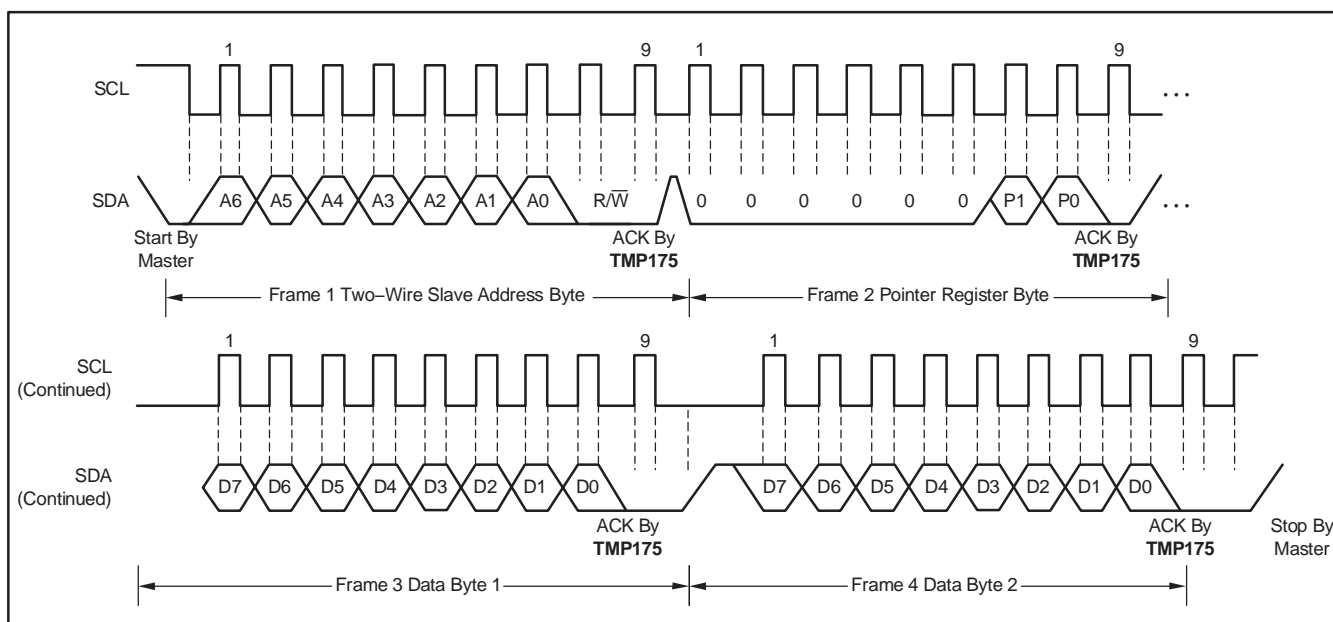 1 9 1 9
SCL ...
SDA A6 A5 A4 A3 A2 A1 A0 R/W̅ 0 0 0 0 0 0 P1 P0 ...
Start By Master
ACK By TMP175
ACK By TMP175
Frame 1 Two–Wire Slave Address Byte
Frame 2 Pointer Register Byte
1 9 1 9
SCL (Continued)
SDA (Continued) D7 D6 D5 D4 D3 D2 D1 D0 D7 D6 D5 D4 D3 D2 D1 D0
ACK By TMP175
ACK By TMP175
Stop By Master
Frame 3 Data Byte 1
Frame 4 Data Byte 2